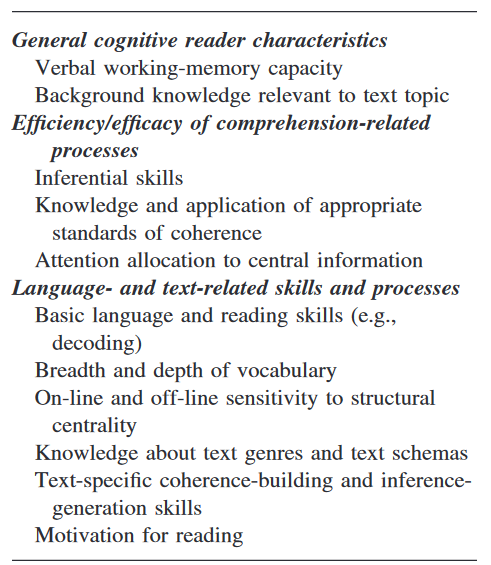 General cognitive reader characteristics
Verbal working-memory capacity
Background knowledge relevant to text topic
Efficiency/efficacy of comprehension-related
processes
Inferential skills
Knowledge and application of appropriate
standards of coherence
Attention allocation to central information
Language- and text-related skills and processes
Basic language and reading skills (e.g.,
decoding)
Breadth and depth of vocabulary
On-line and off-line sensitivity to structural
centrality
Knowledge about text genres and text schemas
Text-specific coherence-building and inference-
generation skills
Motivation for reading